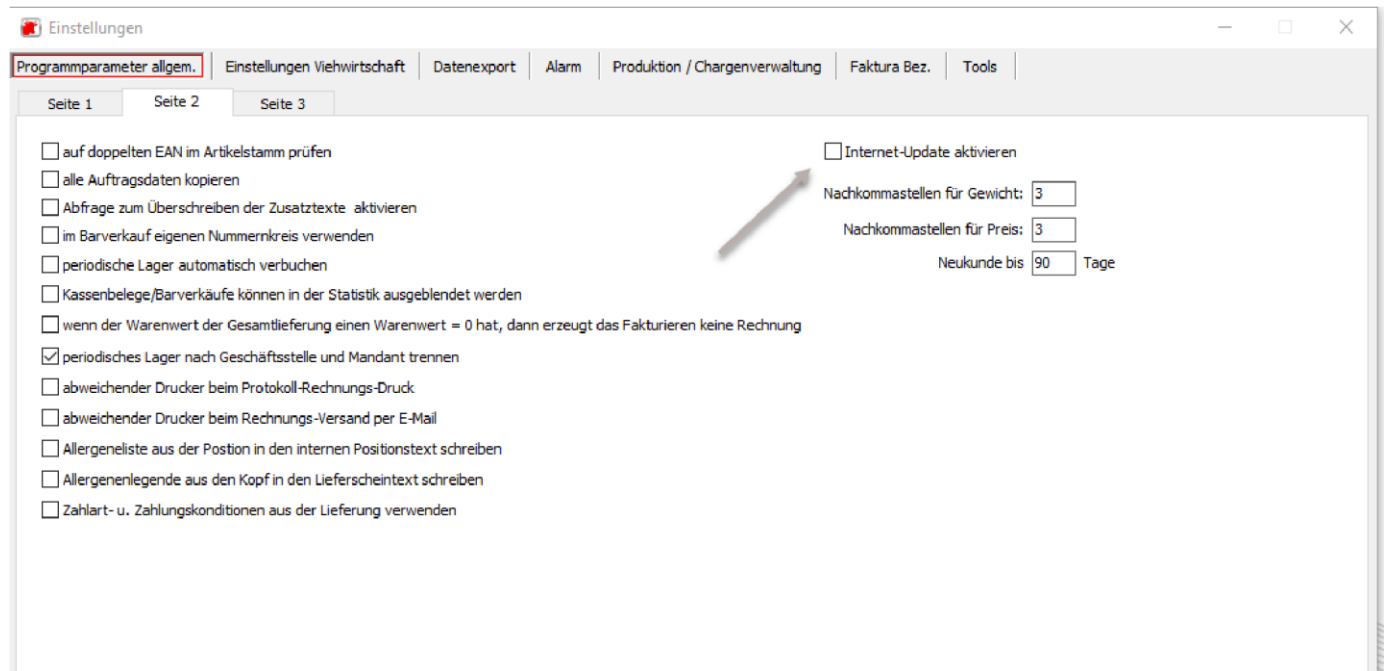 Einstellungen
Programmparameter allgem. Einstellungen Viehwirtschaft Datenexport Alarm Produktion / Chargenverwaltung Faktura Bez. Tools
Seite 1 Seite 2 Seite 3
auf doppelten EAN im Artikelstamm prüfen
alle Auftragsdaten kopieren
Abfrage zum Überschreiben der Zusatztexte aktivieren
im Barverkauf eigenen Nummernkreis verwenden
periodische Lager automatisch verbuchen
Kassenbelege/Barverkäufe können in der Statistik ausgeblendet werden
wenn der Warenwert der Gesamtlieferung einen Warenwert = 0 hat, dann erzeugt das Fakturieren keine Rechnung
periodisches Lager nach Geschäftsstelle und Mandant trennen
abweichender Drucker beim Protokoll-Rechnungs-Druck
abweichender Drucker beim Rechnungs-Versand per E-Mail
Allergeneliste aus der Postion in den internen Positionstext schreiben
Allergenenlegende aus den Kopf in den Lieferscheintext schreiben
Zahlart- u. Zahlungskonditionen aus der Lieferung verwenden
Internet-Update aktivieren
Nachkommastellen für Gewicht: 3
Nachkommastellen für Preis: 3
Neukunde bis 90 Tage